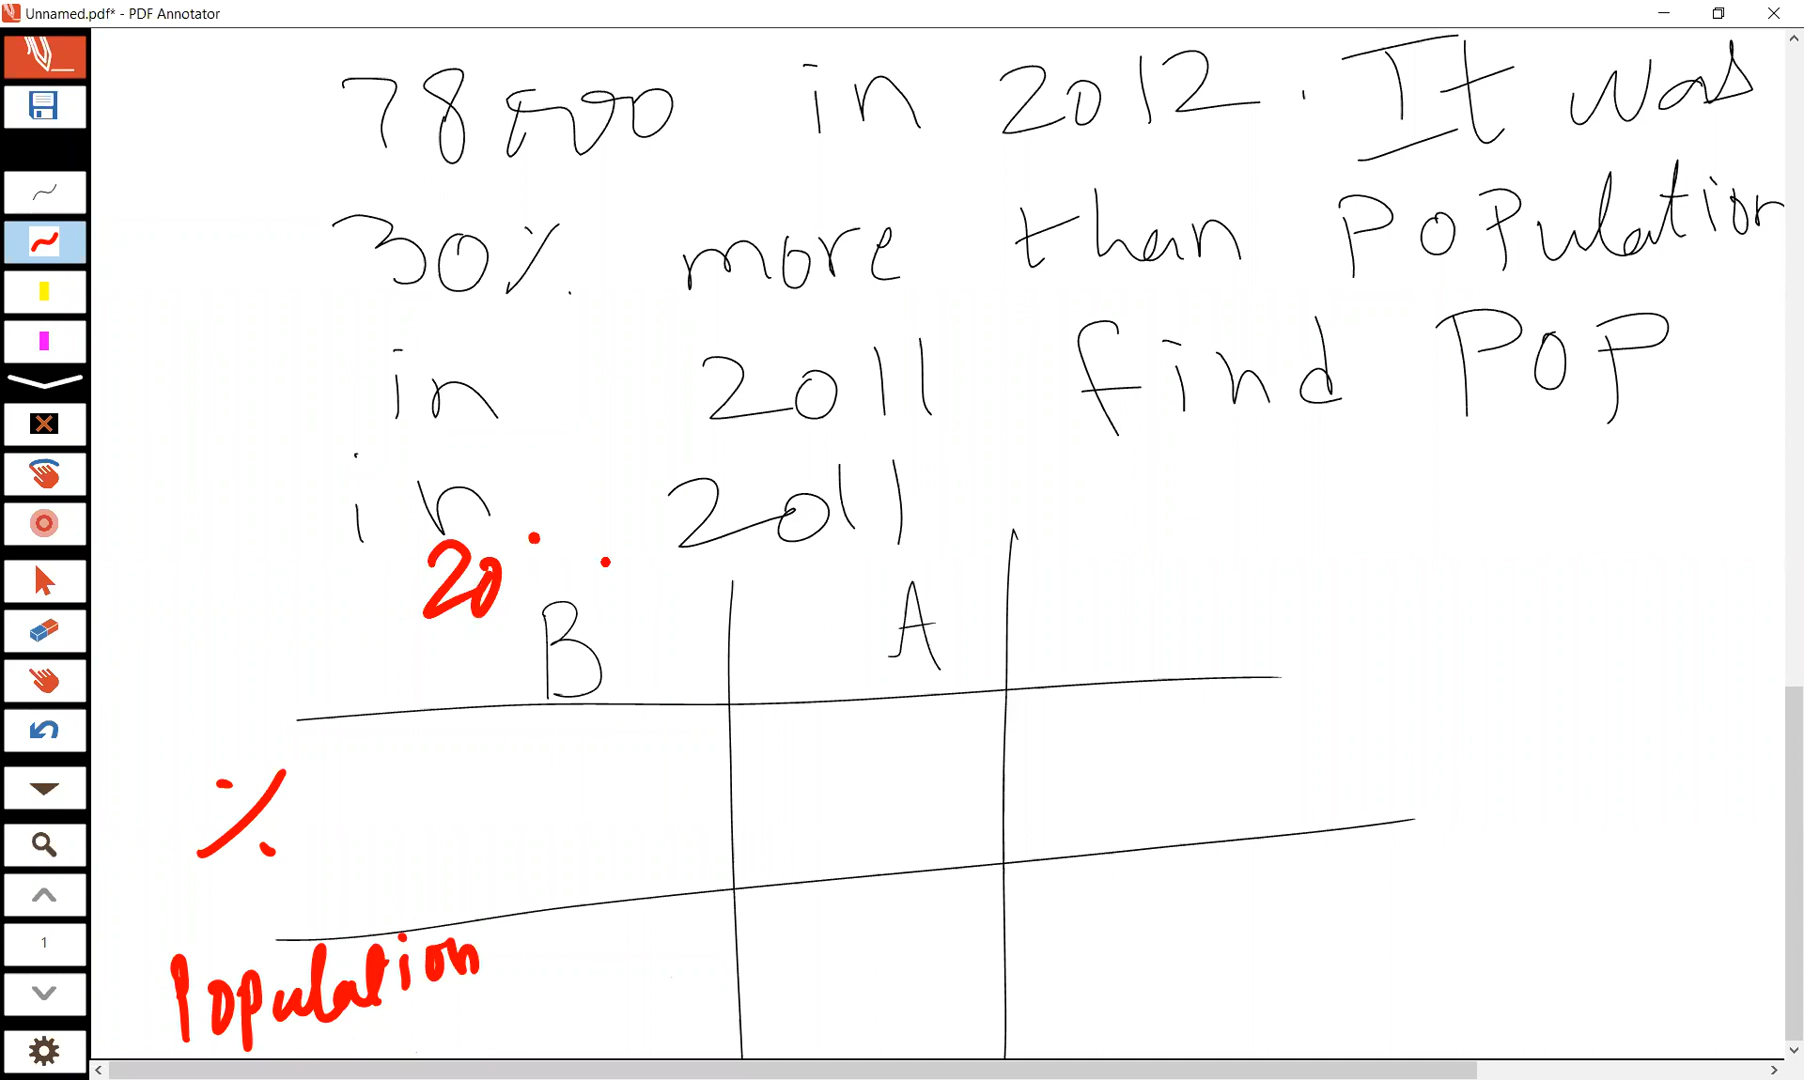 Unnamed.pdf* - PDF Annotator
78000 in 2012. It was
30% more than POPulation
in 2011 find POP
in 2011
20
B A
%
Population
1